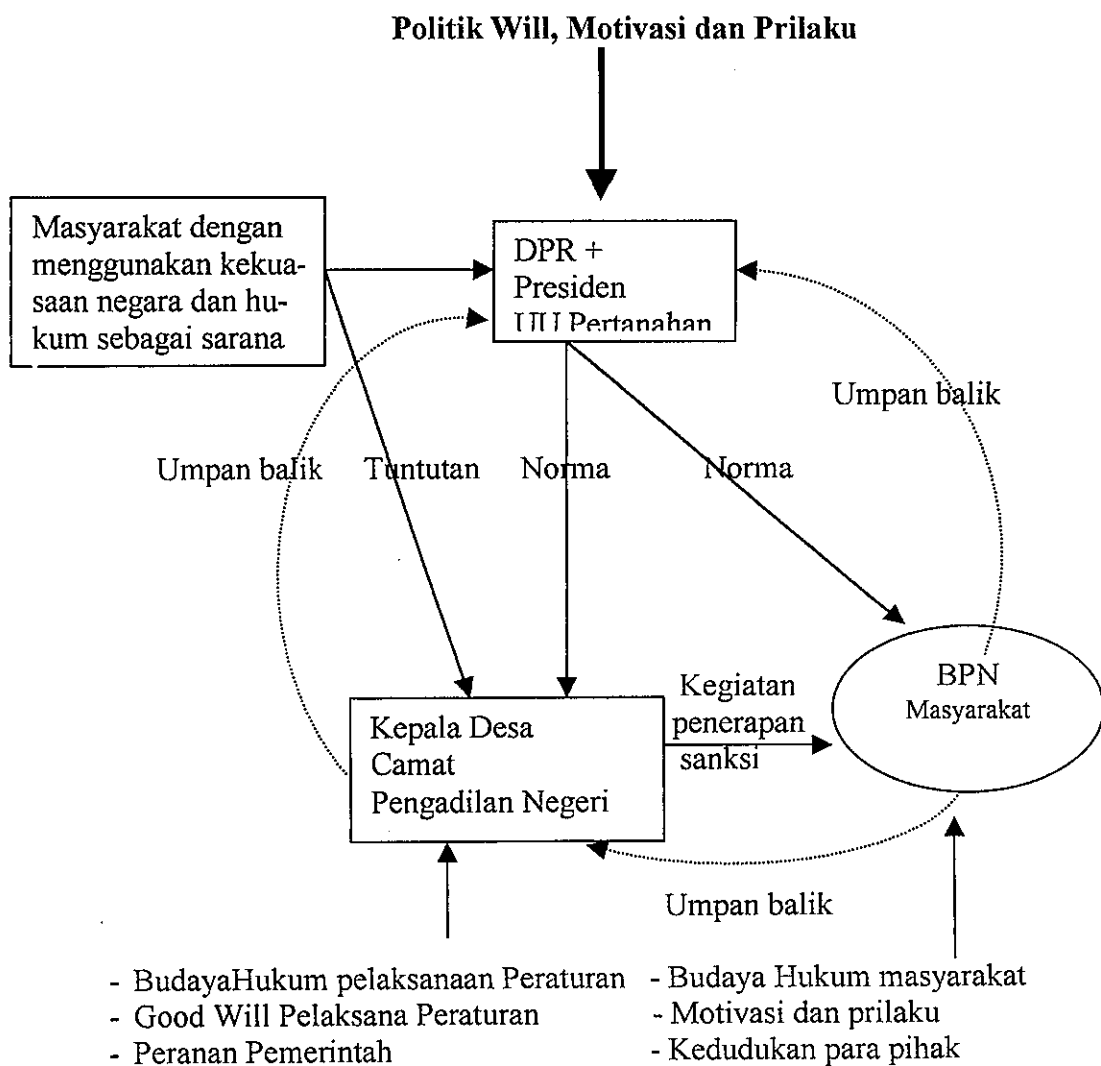 Politik Will, Motivasi dan Prilaku
Masyarakat dengan
menggunakan kekua-
saan negara dan hu-
kum sebagai sarana
DPR +
Presiden
UU Pertanahan
Umpan balik
Umpan balik
Tuntutan
Norma
Norma
Kegiatan
penerapan
sanksi
BPN
Masyarakat
Kepala Desa
Camat
Pengadilan Negeri
Umpan balik
- BudayaHukum pelaksanaan Peraturan
- Good Will Pelaksana Peraturan
- Peranan Pemerintah
- Budaya Hukum masyarakat
- Motivasi dan prilaku
- Kedudukan para pihak